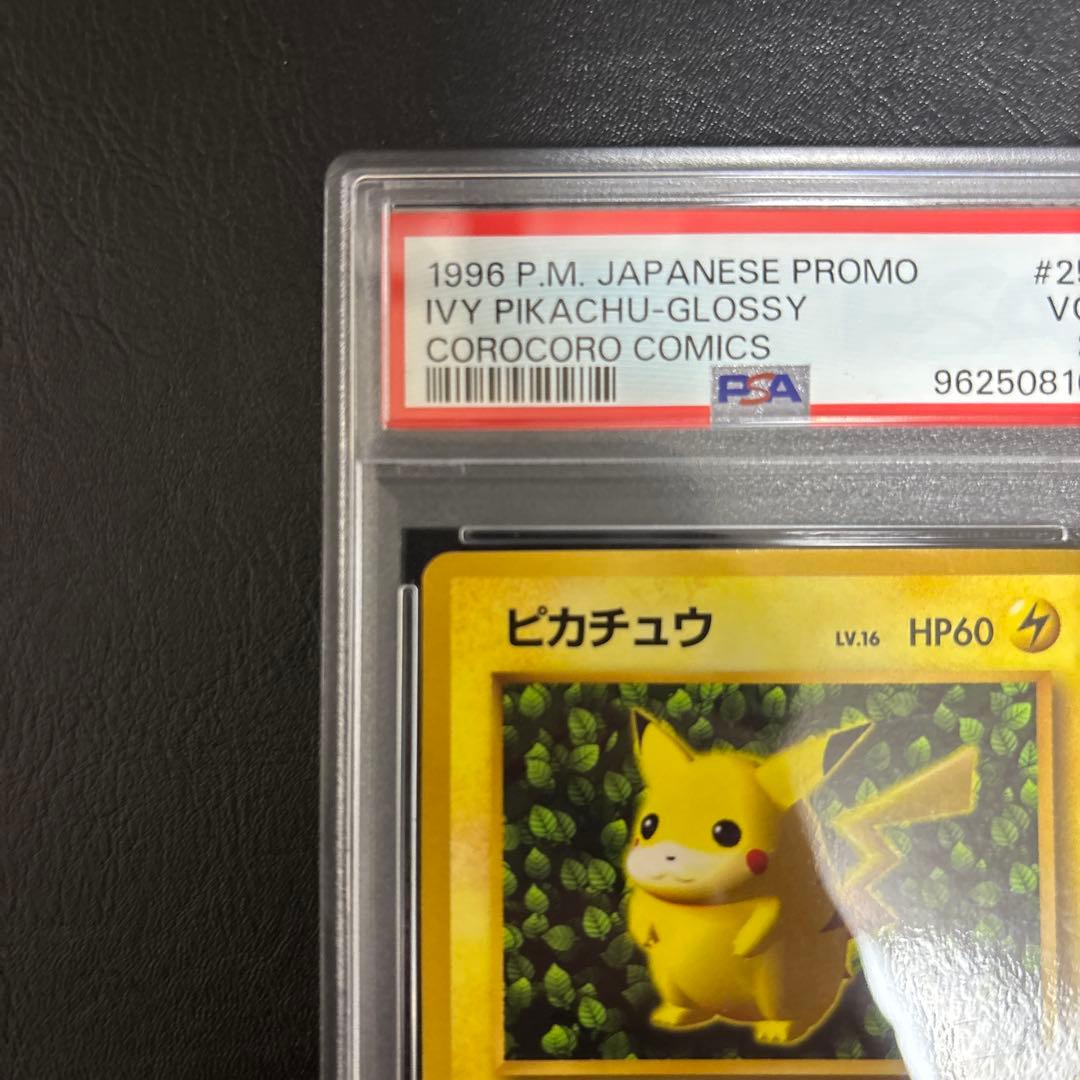 1996 P.M. JAPANESE PROMO
IVY PIKACHU-GLOSSY
COROCORO COMICS
PSA
ピカチュウ LV.16 HP60